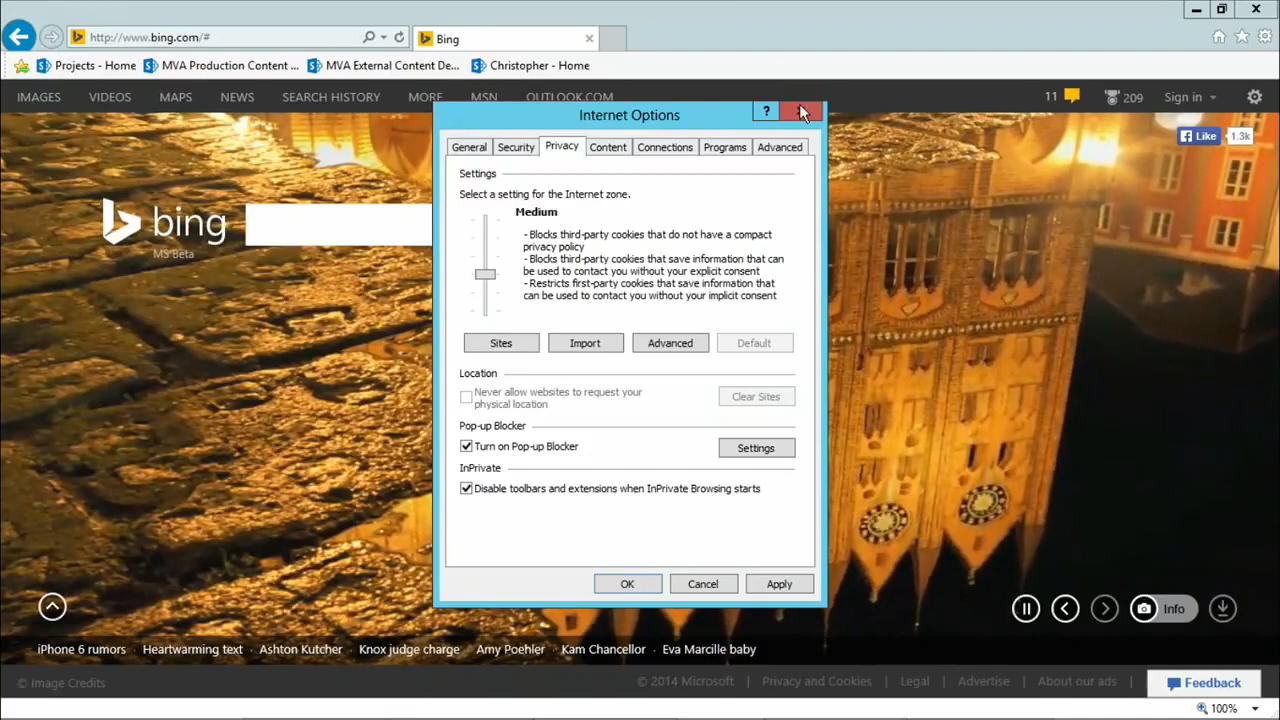 http://www.bing.com/#
Bing
Projects - Home
MVA Production Content ...
MVA External Content De...
Christopher - Home
IMAGES
VIDEOS
MAPS
NEWS
SEARCH HISTORY
MORE
MSN
OUTLOOK.COM
11
209
Sign in
Like
1.3k
bing
MS Beta
Internet Options
?
General
Security
Privacy
Content
Connections
Programs
Advanced
Settings
Select a setting for the Internet zone.
Medium
- Blocks third-party cookies that do not have a compact
privacy policy
- Blocks third-party cookies that save information that can
be used to contact you without your explicit consent
- Restricts first-party cookies that save information that
can be used to contact you without your implicit consent
Sites
Import
Advanced
Default
Location
Never allow websites to request your
physical location
Clear Sites
Pop-up Blocker
Turn on Pop-up Blocker
Settings
InPrivate
Disable toolbars and extensions when InPrivate Browsing starts
OK
Cancel
Apply
Info
iPhone 6 rumors · Heartwarming text · Ashton Kutcher · Knox judge charge · Amy Poehler · Kam Chancellor · Eva Marcille baby
© Image Credits
© 2014 Microsoft | Privacy and Cookies | Legal | Advertise | About our ads |
Feedback
100%